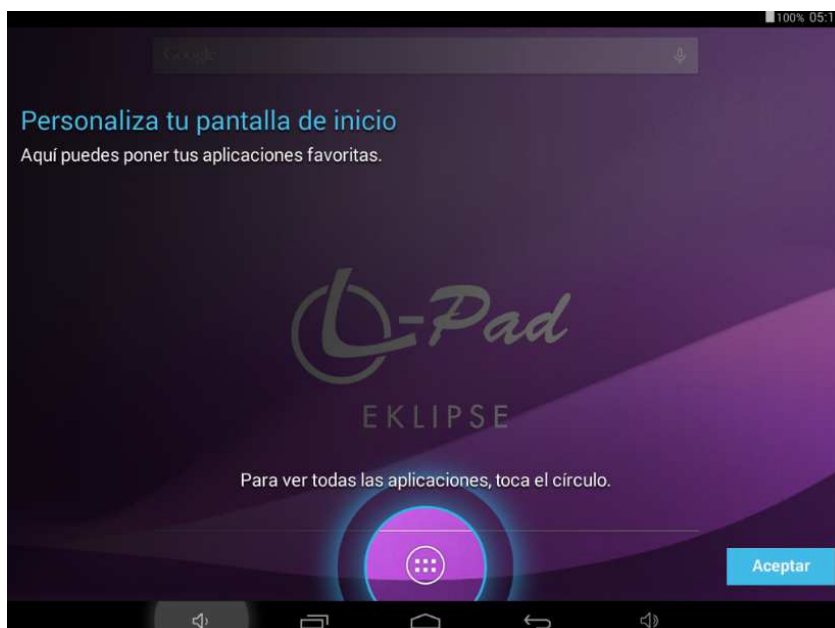 100% 05:1
Google
Personaliza tu pantalla de inicio
Aquí puedes poner tus aplicaciones favoritas.
L-Pad
EKLIPSE
Para ver todas las aplicaciones, toca el círculo.
Aceptar